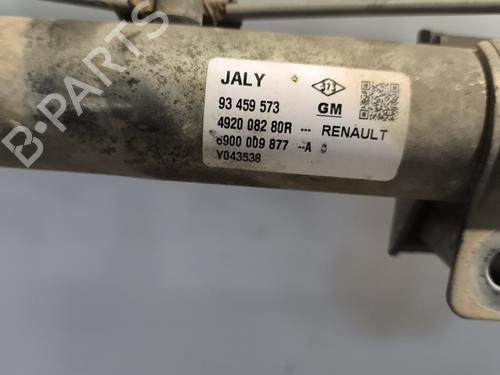 JALY
373
93 459 573
GM
4920 082 80R --- RENAULT
6900 009 877 --A
Y043538
B-PARTS